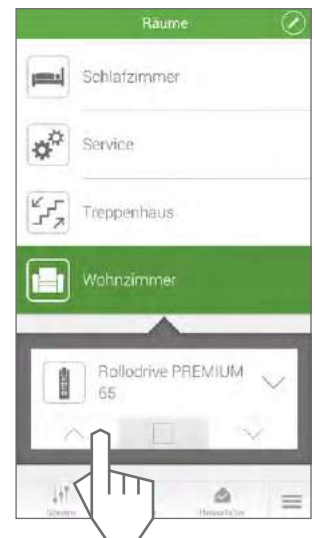 Räume
Schlafzimmer
Service
Treppenhaus
Wohnzimmer
Rollodrive PREMIUM
65